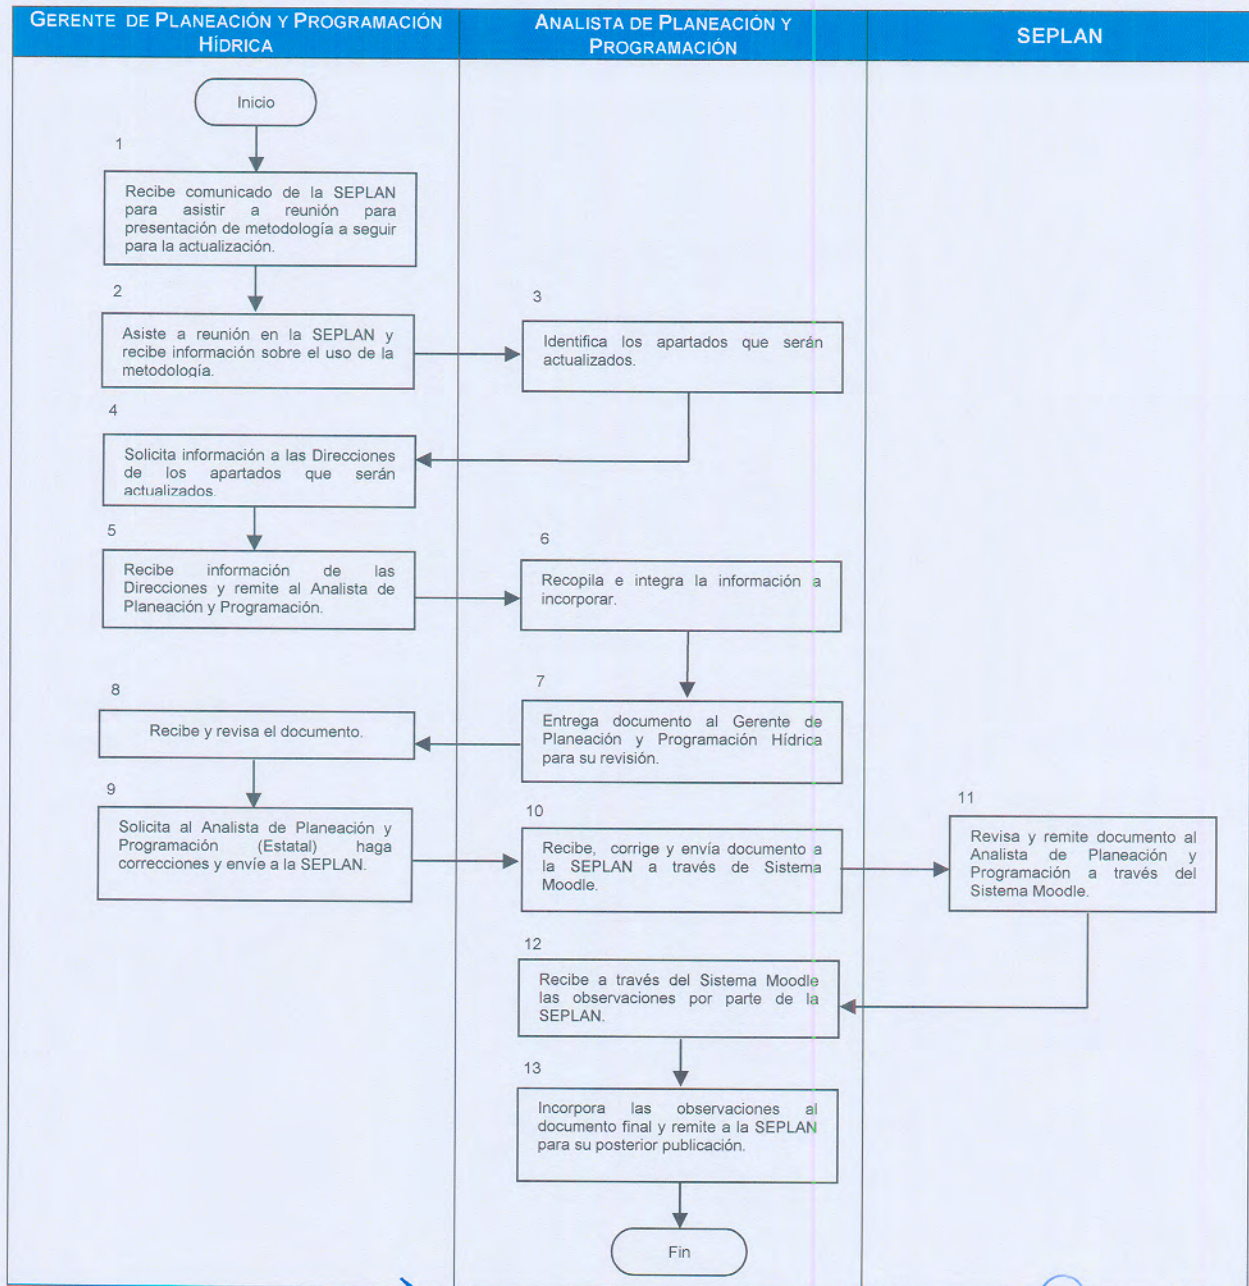 GERENTE DE PLANEACIÓN Y PROGRAMACIÓN
HÍDRICA
ANALISTA DE PLANEACIÓN Y
PROGRAMACIÓN
SEPLAN
Inicio
1
Recibe comunicado de la SEPLAN
para asistir a reunión para
presentación de metodología a seguir
para la actualización.
2
Asiste a reunión en la SEPLAN y
recibe información sobre el uso de la
metodología.
3
Identifica los apartados que serán
actualizados.
4
Solicita información a las Direcciones
de los apartados que serán
actualizados.
5
Recibe información de las
Direcciones y remite al Analista de
Planeación y Programación.
6
Recopila e integra la información a
incorporar.
7
Entrega documento al Gerente de
Planeación y Programación Hídrica
para su revisión.
8
Recibe y revisa el documento.
9
Solicita al Analista de Planeación y
Programación (Estatal) haga
correcciones y envíe a la SEPLAN.
10
Recibe, corrige y envía documento a
la SEPLAN a través de Sistema
Moodle.
11
Revisa y remite documento al
Analista de Planeación y
Programación a través del
Sistema Moodle.
12
Recibe a través del Sistema Moodle
las observaciones por parte de la
SEPLAN.
13
Incorpora las observaciones al
documento final y remite a la SEPLAN
para su posterior publicación.
Fin